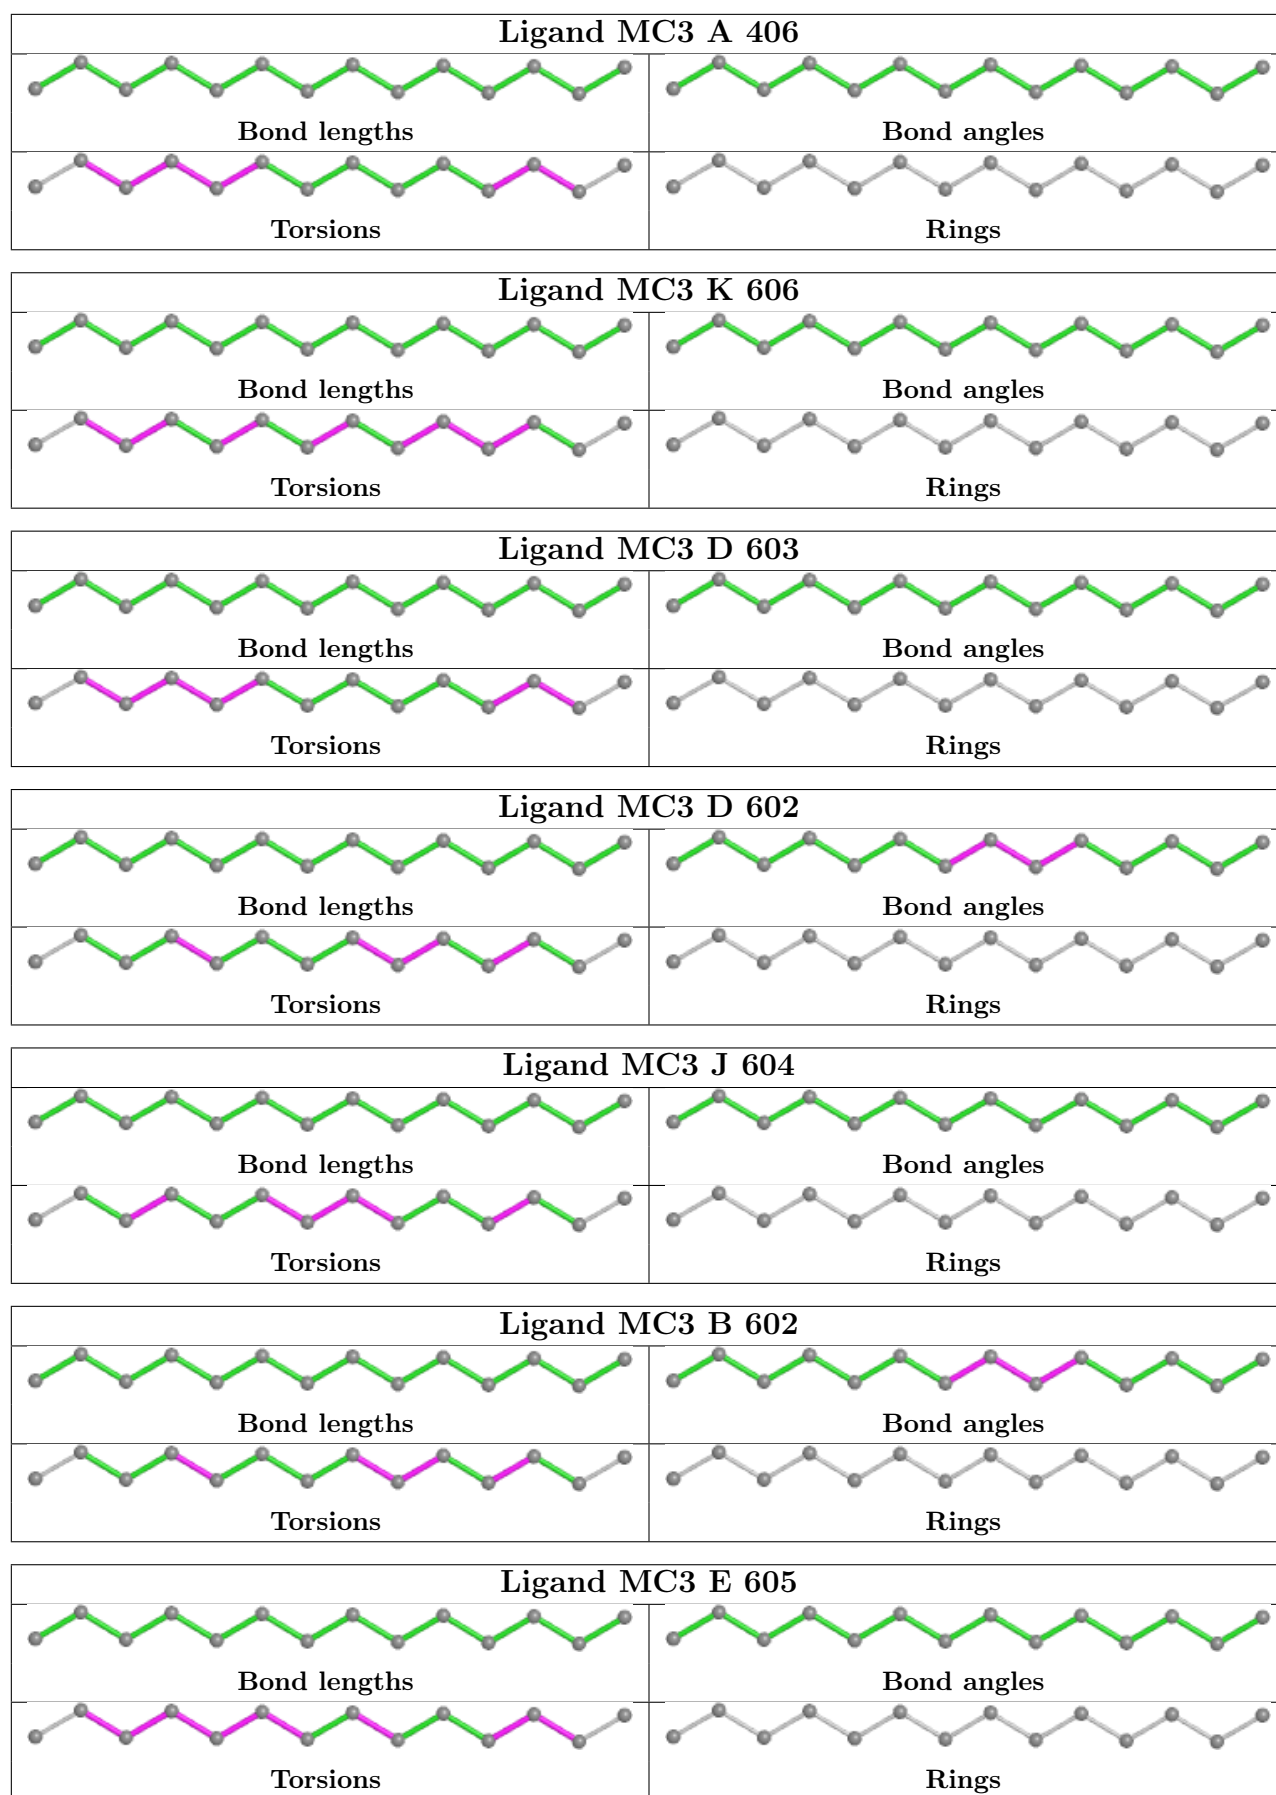 Ligand MC3 A 406
Bond lengths Bond angles
Torsions Rings
Ligand MC3 K 606
Bond lengths Bond angles
Torsions Rings
Ligand MC3 D 603
Bond lengths Bond angles
Torsions Rings
Ligand MC3 D 602
Bond lengths Bond angles
Torsions Rings
Ligand MC3 J 604
Bond lengths Bond angles
Torsions Rings
Ligand MC3 B 602
Bond lengths Bond angles
Torsions Rings
Ligand MC3 E 605
Bond lengths Bond angles
Torsions Rings